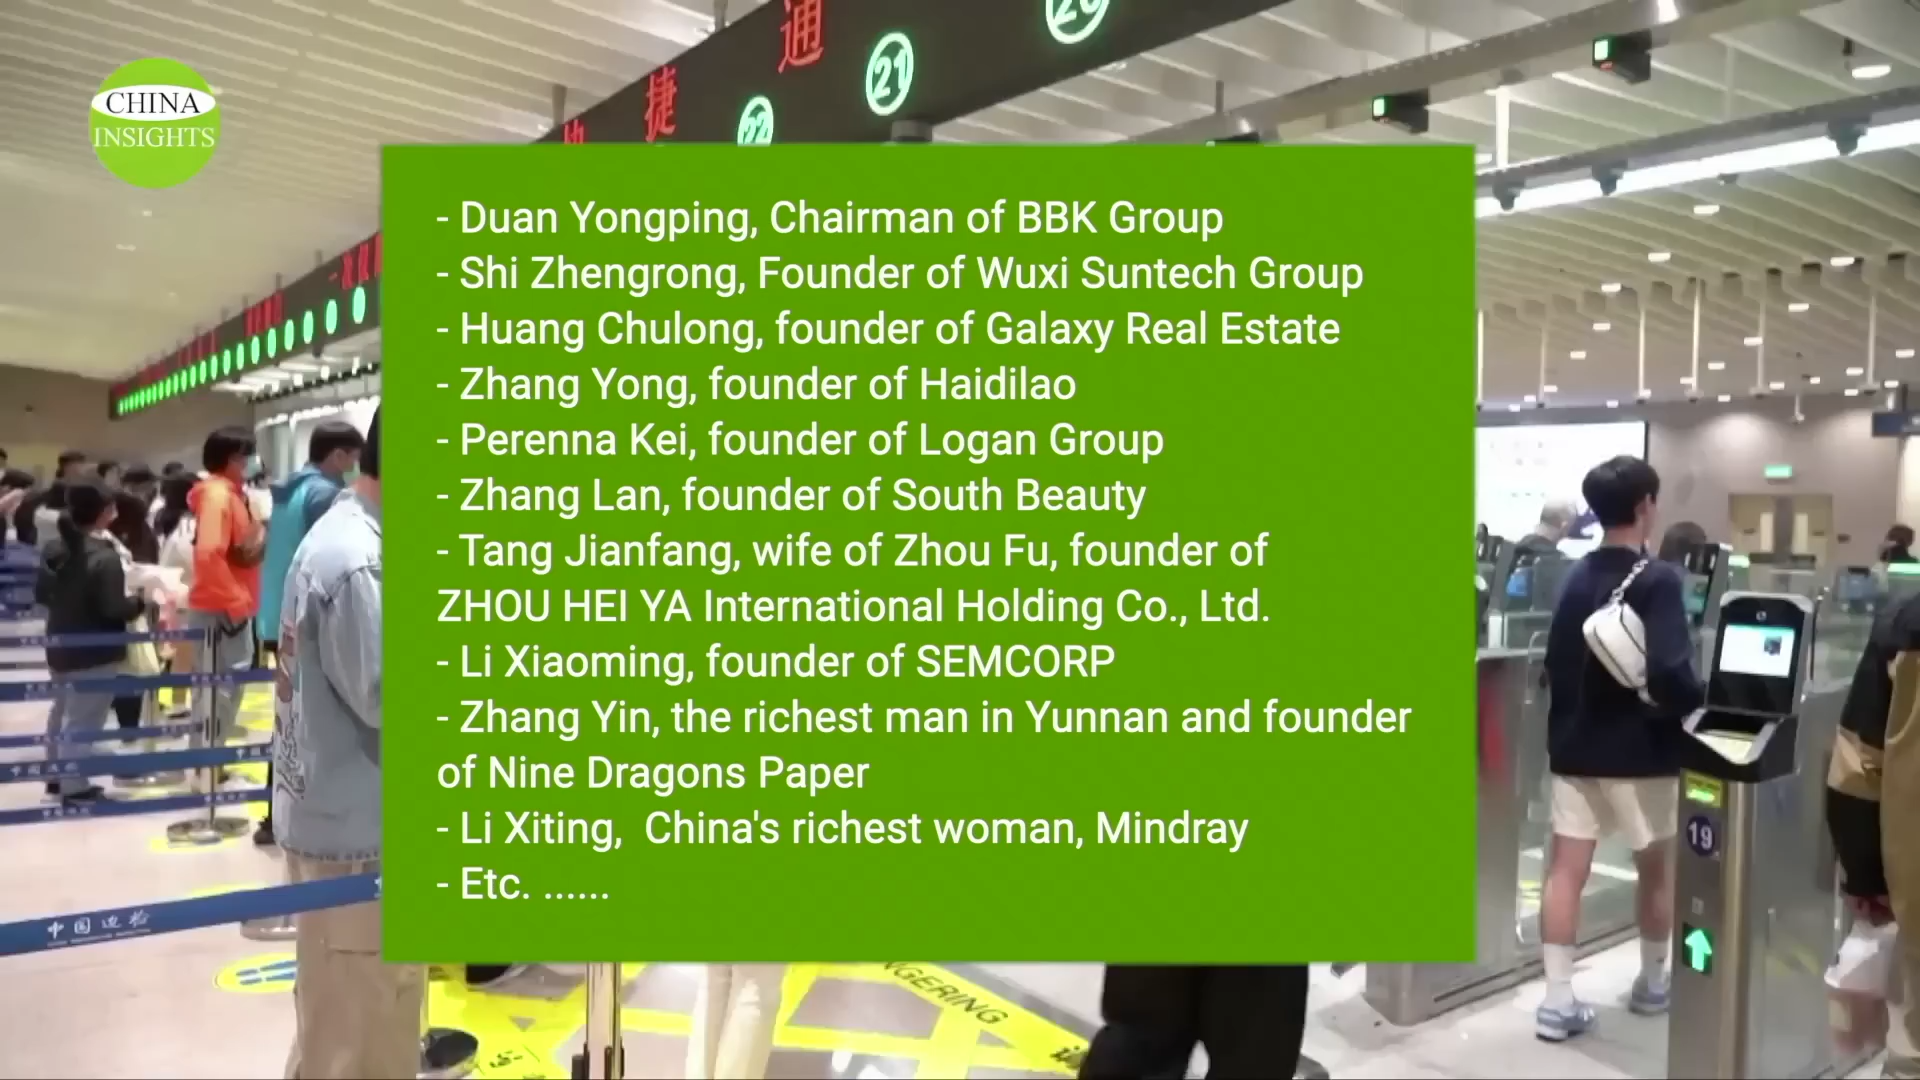 通
20
捷
21
快
22
CHINA
INSIGHTS
- Duan Yongping, Chairman of BBK Group
- Shi Zhengrong, Founder of Wuxi Suntech Group
- Huang Chulong, founder of Galaxy Real Estate
- Zhang Yong, founder of Haidilao
- Perenna Kei, founder of Logan Group
- Zhang Lan, founder of South Beauty
- Tang Jianfang, wife of Zhou Fu, founder of
ZHOU HEI YA International Holding Co., Ltd.
- Li Xiaoming, founder of SEMCORP
- Zhang Yin, the richest man in Yunnan and founder
of Nine Dragons Paper
- Li Xiting,  China's richest woman, Mindray
- Etc. ......
19
中国边检
NGERING